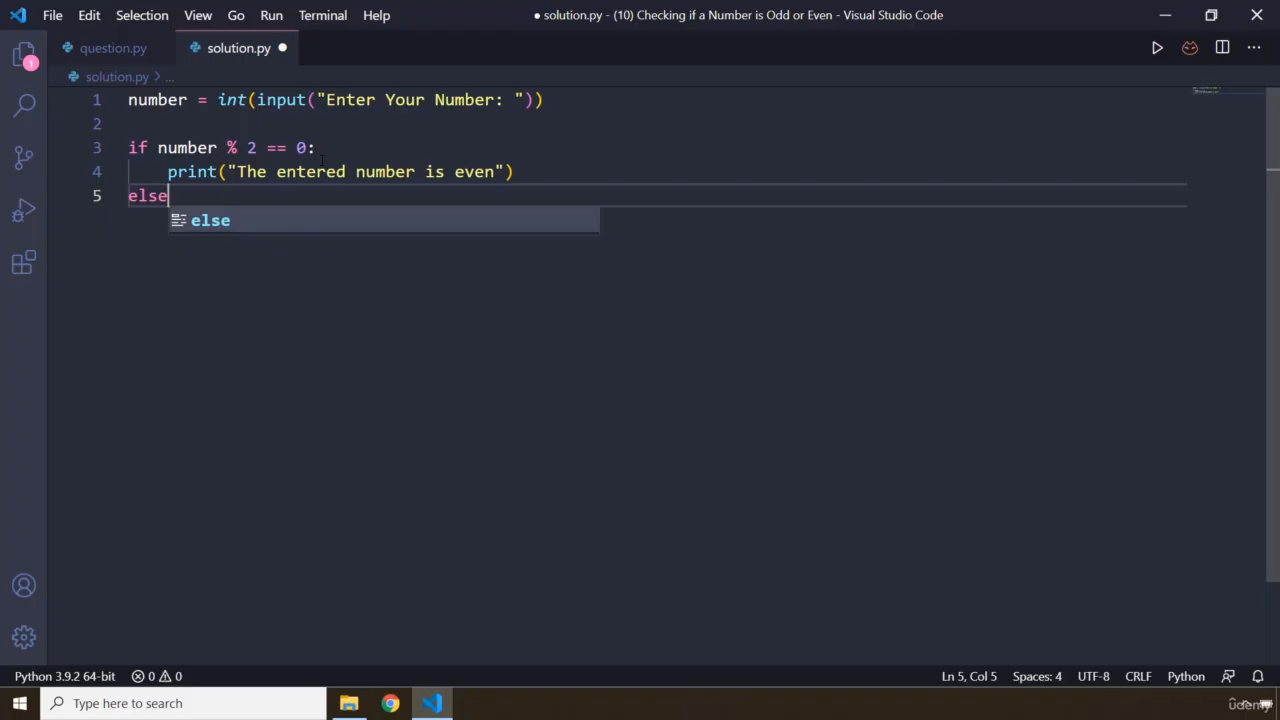 File Edit Selection View Go Run Terminal Help ● solution.py - (10) Checking if a Number is Odd or Even - Visual Studio Code
question.py solution.py
solution.py > ...
1 number = int(input("Enter Your Number: "))
2
3 if number % 2 == 0:
4     print("The entered number is even")
5 else
else
1
Python 3.9.2 64-bit 0 0 Ln 5, Col 5 Spaces: 4 UTF-8 CRLF Python
Type here to search
udemy